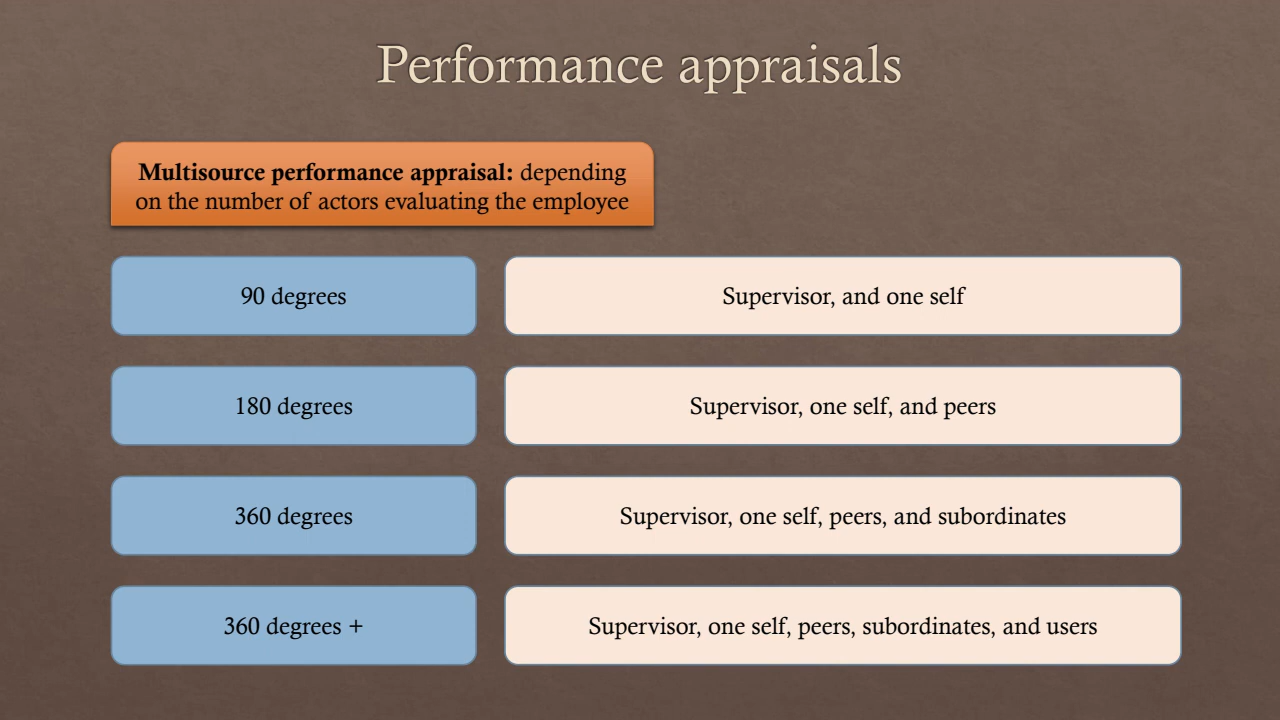 Performance appraisals
Multisource performance appraisal: depending
on the number of actors evaluating the employee
90 degrees
Supervisor, and one self
180 degrees
Supervisor, one self, and peers
360 degrees
Supervisor, one self, peers, and subordinates
360 degrees +
Supervisor, one self, peers, subordinates, and users